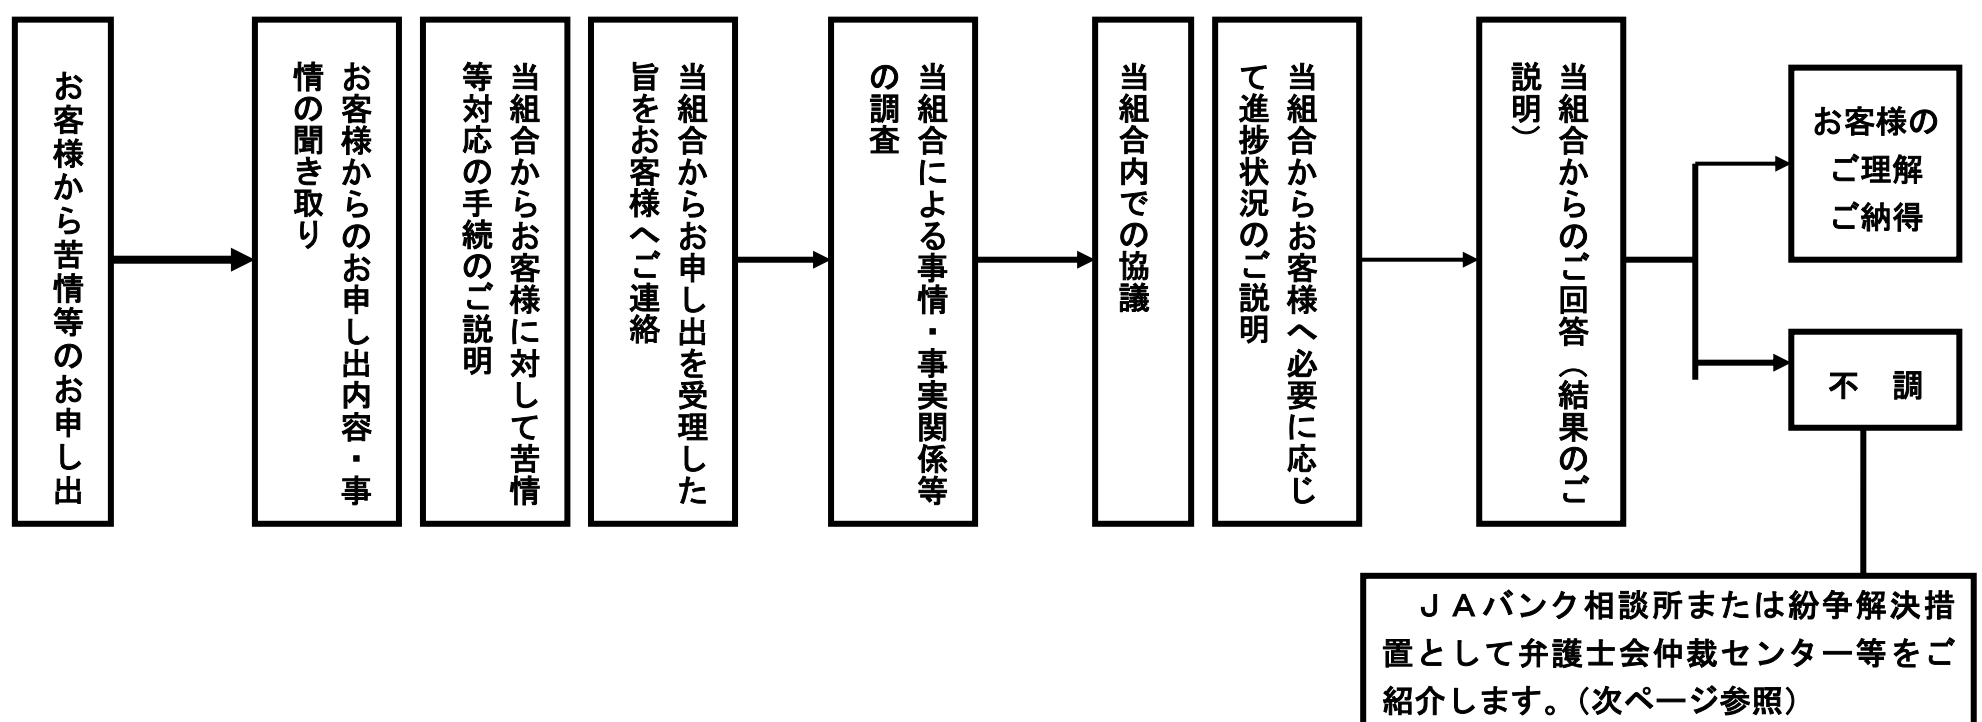 お客様から苦情等のお申し出
お客様からのお申し出内容・事
情の聞き取り
当組合からお客様に対して苦情
等対応の手続のご説明
当組合からお申し出を受理した
旨をお客様へご連絡
当組合による事情・事実関係等
の調査
当組合内での協議
当組合からお客様へ必要に応じ
て進捗状況のご説明
当組合からのご回答（結果のご
説明）
お客様の
ご理解
ご納得
不　調
ＪＡバンク相談所または紛争解決措
置として弁護士会仲裁センター等をご
紹介します。（次ページ参照）